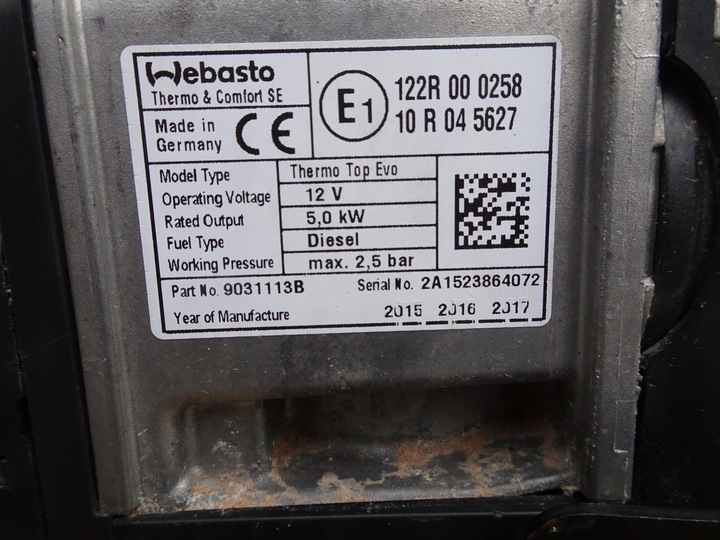 Webasto
Thermo & Comfort SE
Made in
Germany
CE
E1
122R 00 0258
10 R 04 5627
Model Type Thermo Top Evo
Operating Voltage 12 V
Rated Output 5,0 kW
Fuel Type Diesel
Working Pressure max. 2,5 bar
Part No. 9031113B Serial No. 2A1523864072
Year of Manufacture 2015 2016 2017